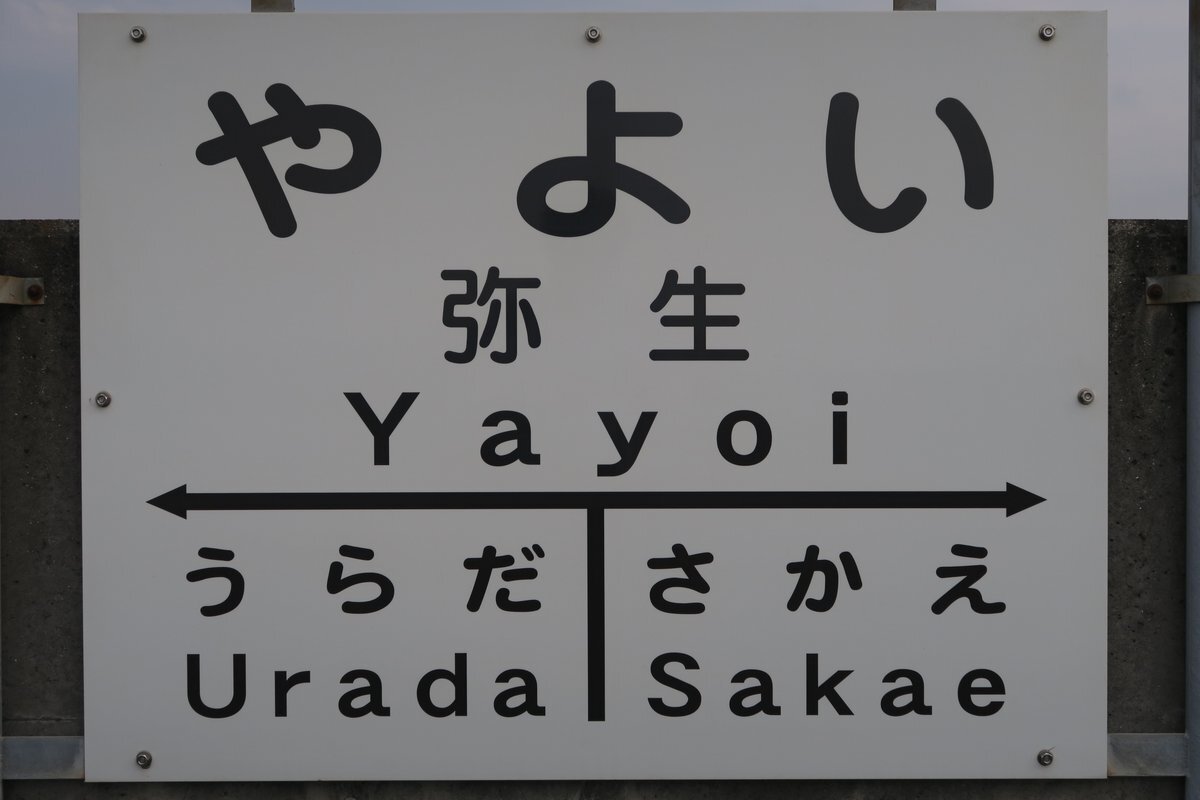 やよい
弥生
Yayoi
うらだ さかえ
Urada Sakae